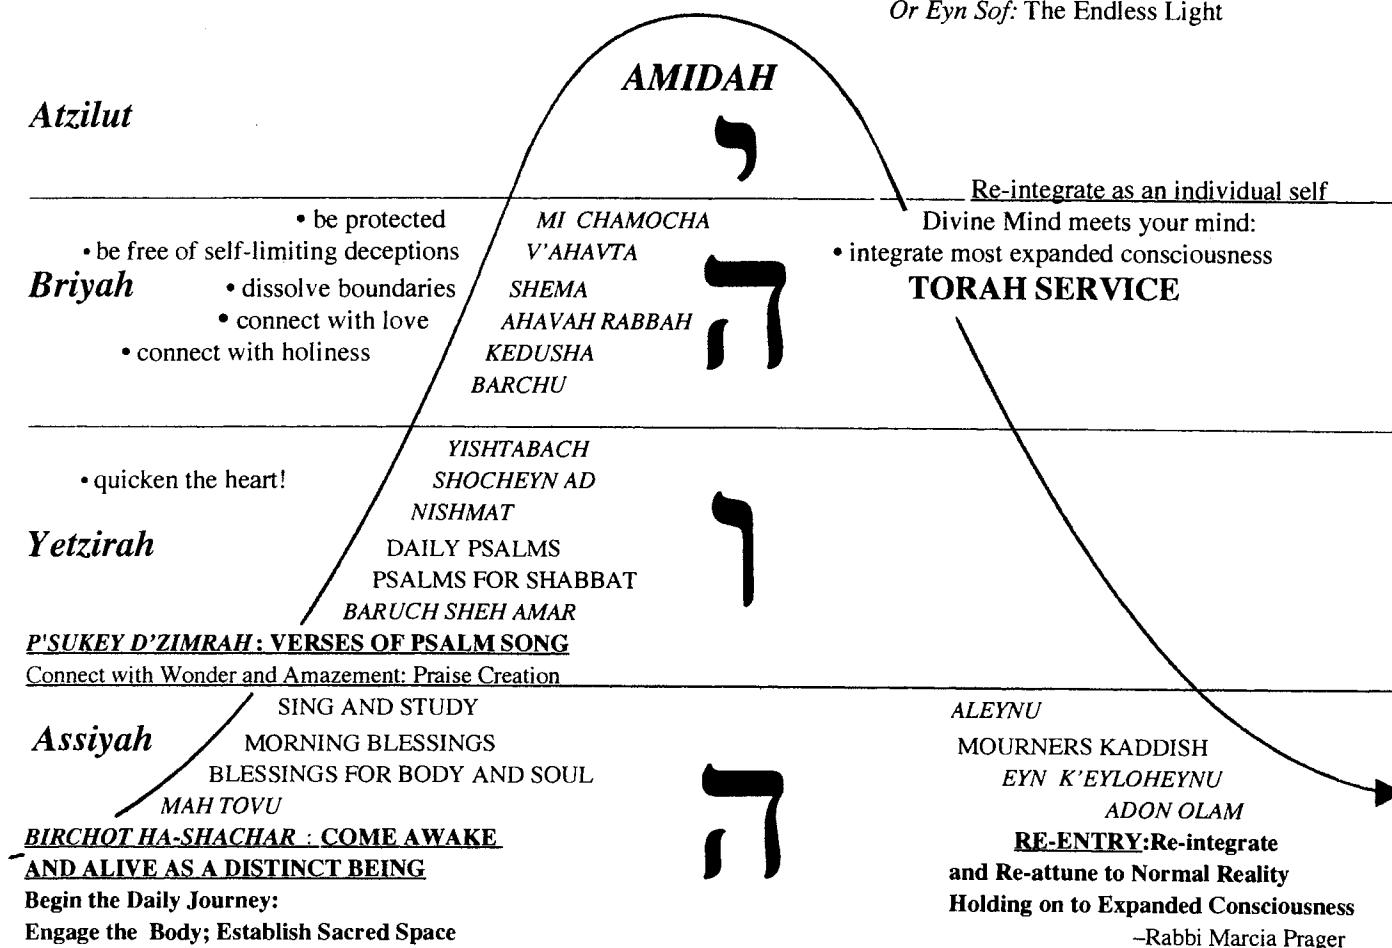 Or Eyn Sof: The Endless Light
AMIDAH
Atzilut
י
Re-integrate as an individual self
• be protected
MI CHAMOCHA
Divine Mind meets your mind:
• be free of self-limiting deceptions
V'AHAVTA
• integrate most expanded consciousness
Briyah
• dissolve boundaries
SHEMA
ה
TORAH SERVICE
• connect with love
AHAVAH RABBAH
• connect with holiness
KEDUSHA
BARCHU
YISHTABACH
• quicken the heart!
SHOCHEYN AD
NISHMAT
ו
Yetzirah
DAILY PSALMS
PSALMS FOR SHABBAT
BARUCH SHEH AMAR
P'SUKEY D'ZIMRAH: VERSES OF PSALM SONG
Connect with Wonder and Amazement: Praise Creation
SING AND STUDY
Assiyah
MORNING BLESSINGS
BLESSINGS FOR BODY AND SOUL
MAH TOVU
ה
BIRCHOT HA-SHACHAR : COME AWAKE
AND ALIVE AS A DISTINCT BEING
Begin the Daily Journey:
Engage the Body; Establish Sacred Space
ALEYNU
MOURNERS KADDISH
EYN K'EYLOHEYNU
ADON OLAM
RE-ENTRY:Re-integrate
and Re-attune to Normal Reality
Holding on to Expanded Consciousness
–Rabbi Marcia Prager